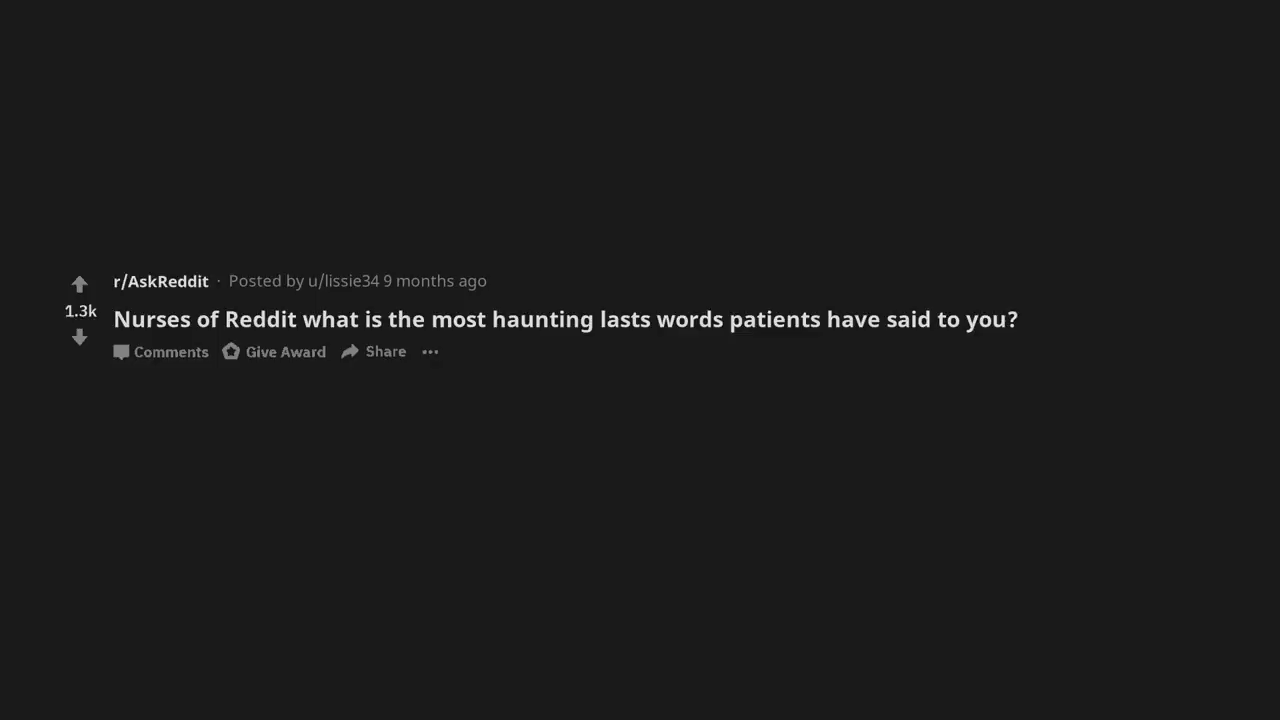 r/AskReddit · Posted by u/lissie34 9 months ago
1.3k
Nurses of Reddit what is the most haunting lasts words patients have said to you?
Comments Give Award Share ···